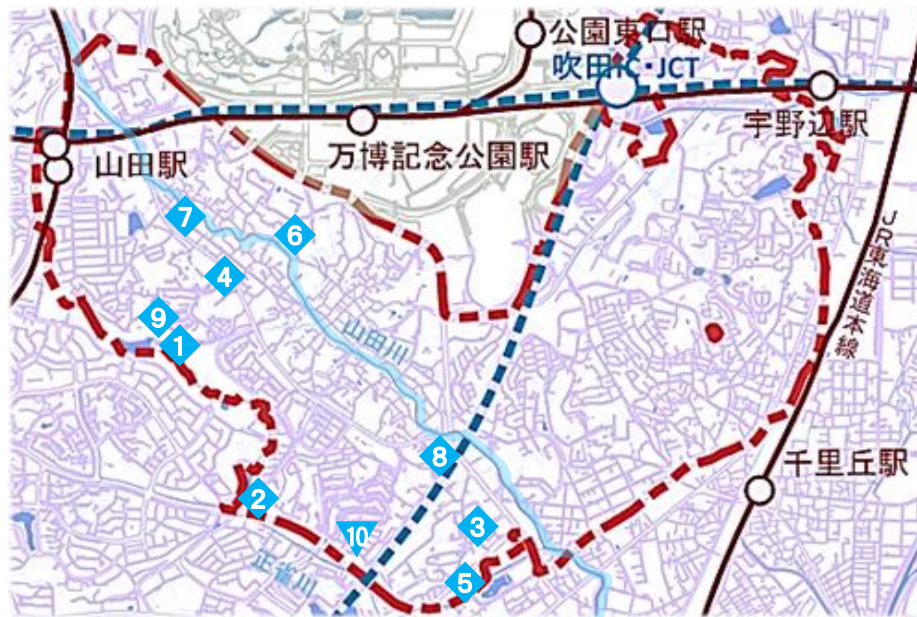 公園東口駅
吹田IC・JCT
宇野辺駅
万博記念公園駅
山田駅
JR東海道本線
7
6
4
山田川
9
1
8
千里丘駅
2
3
10
正雀川
5